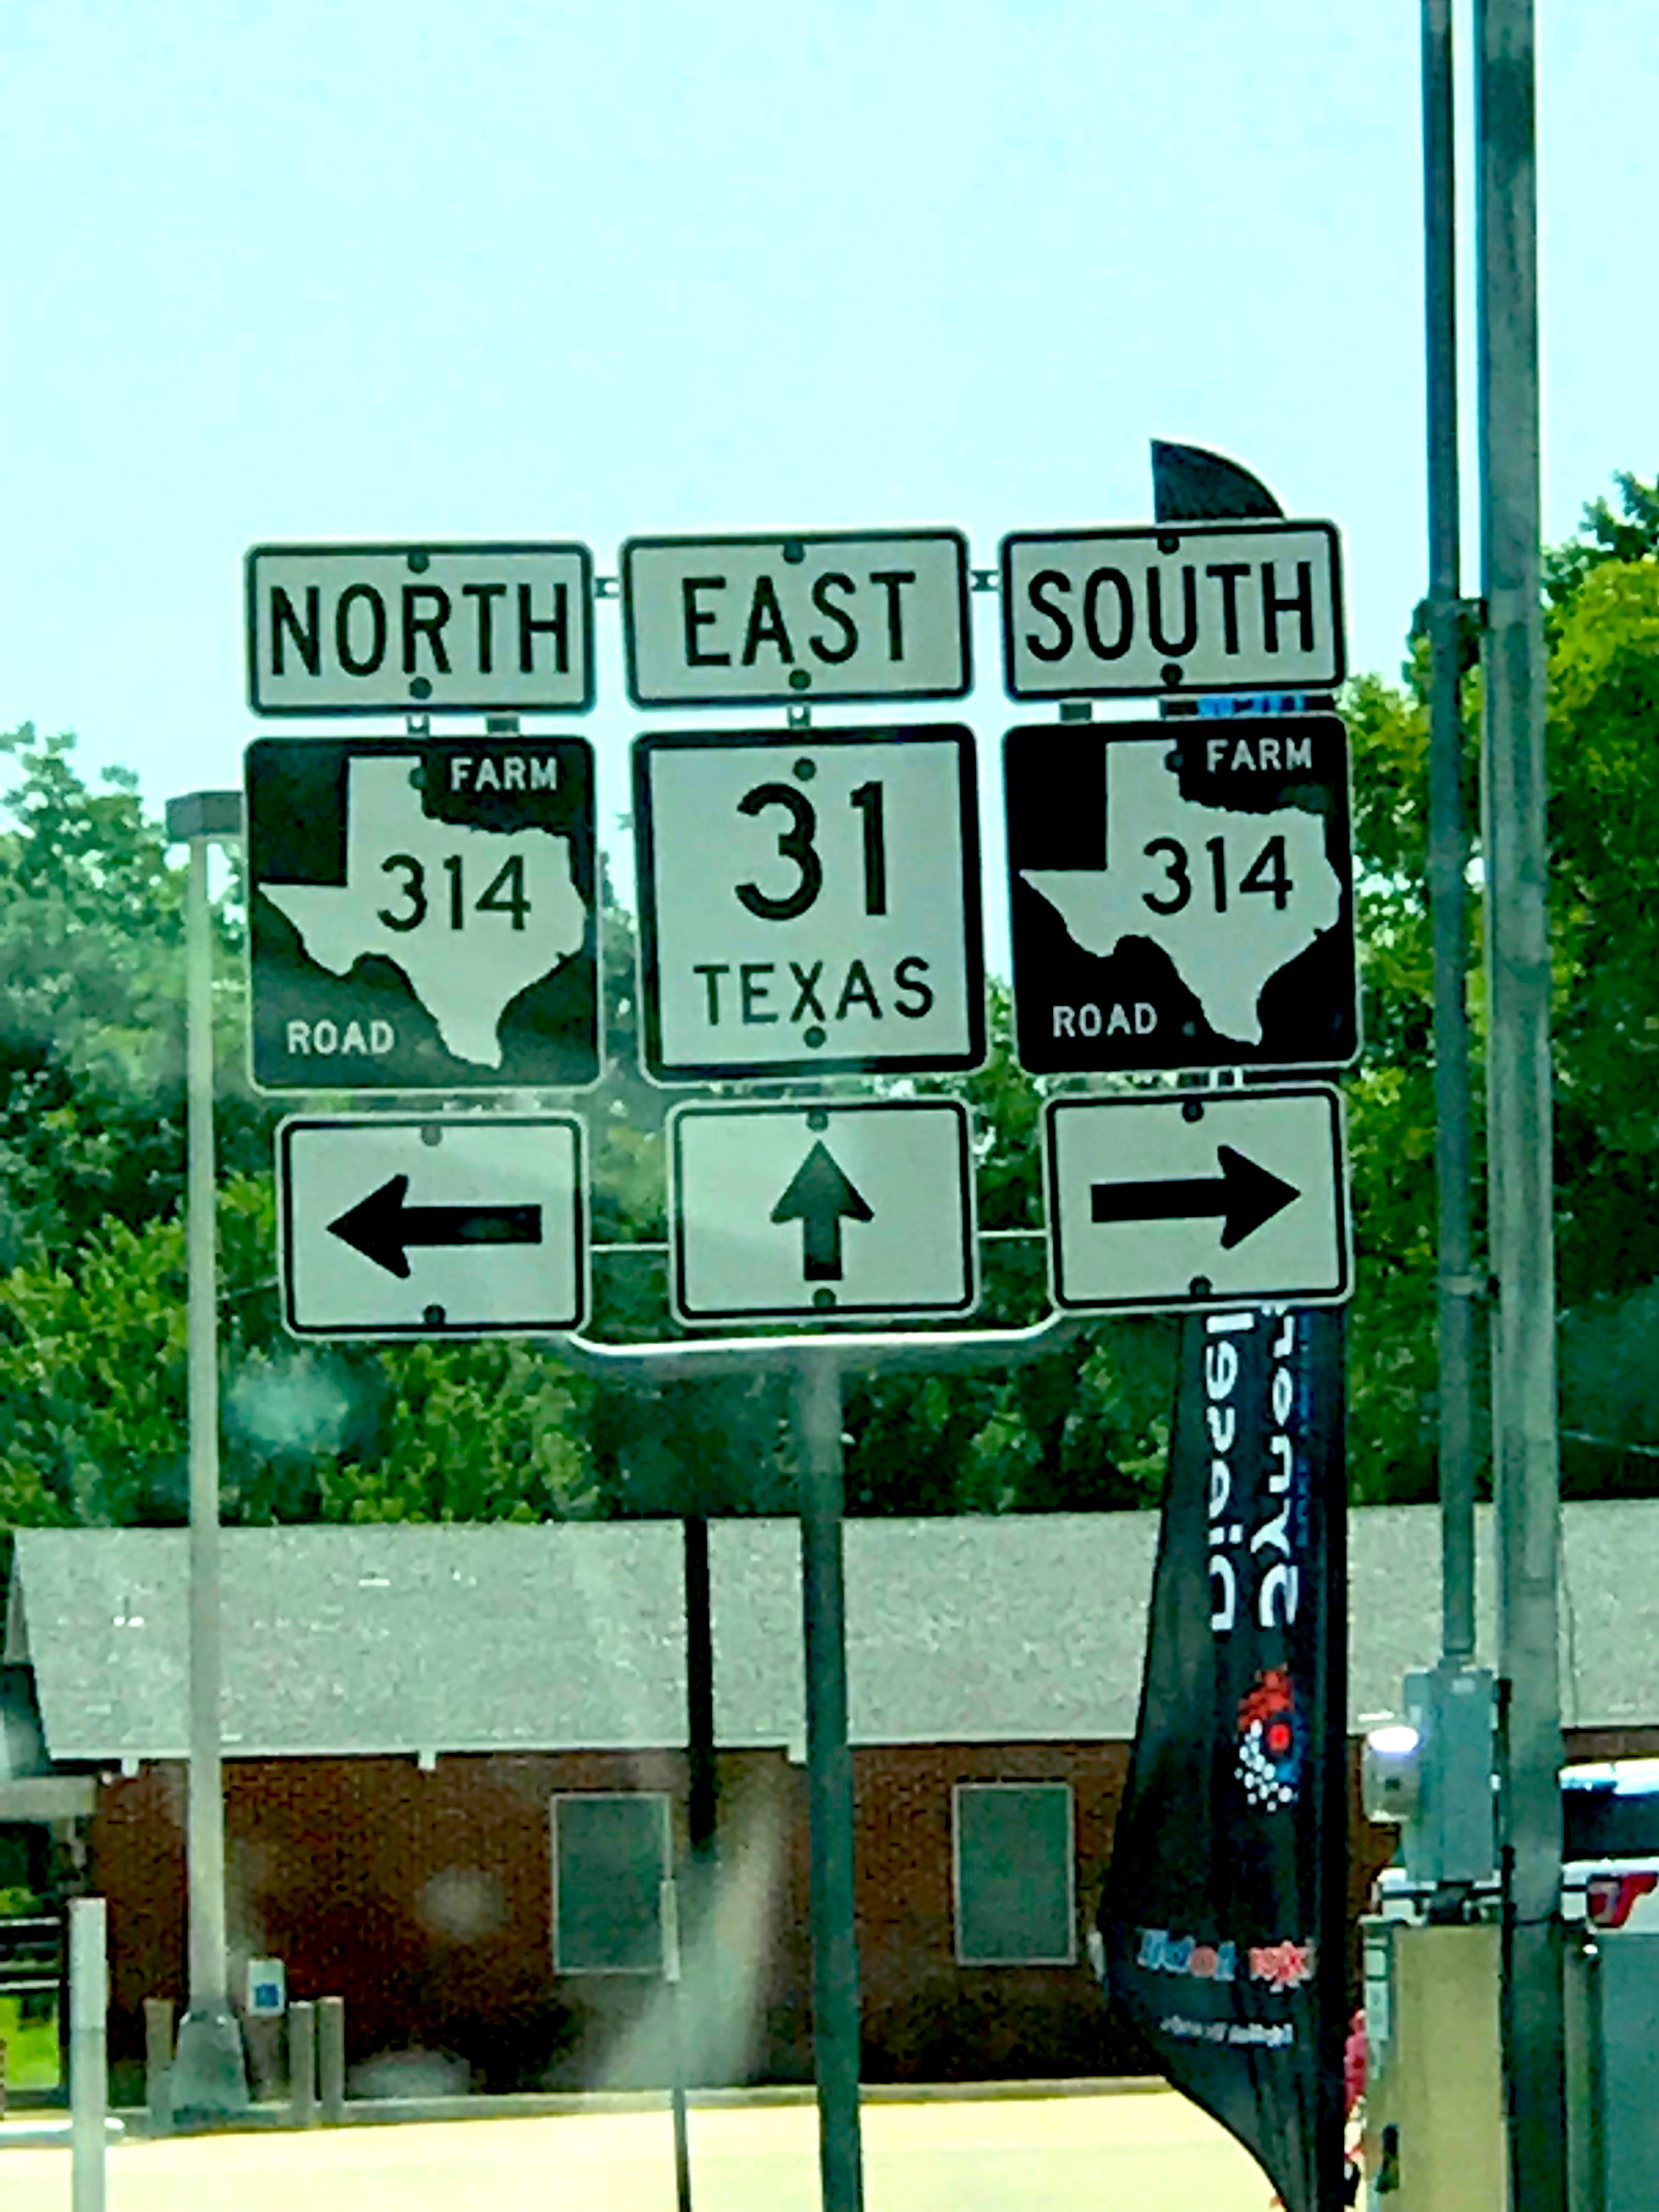 NORTH
EAST
SOUTH
FARM
314
ROAD
31
TEXAS
FARM
314
ROAD